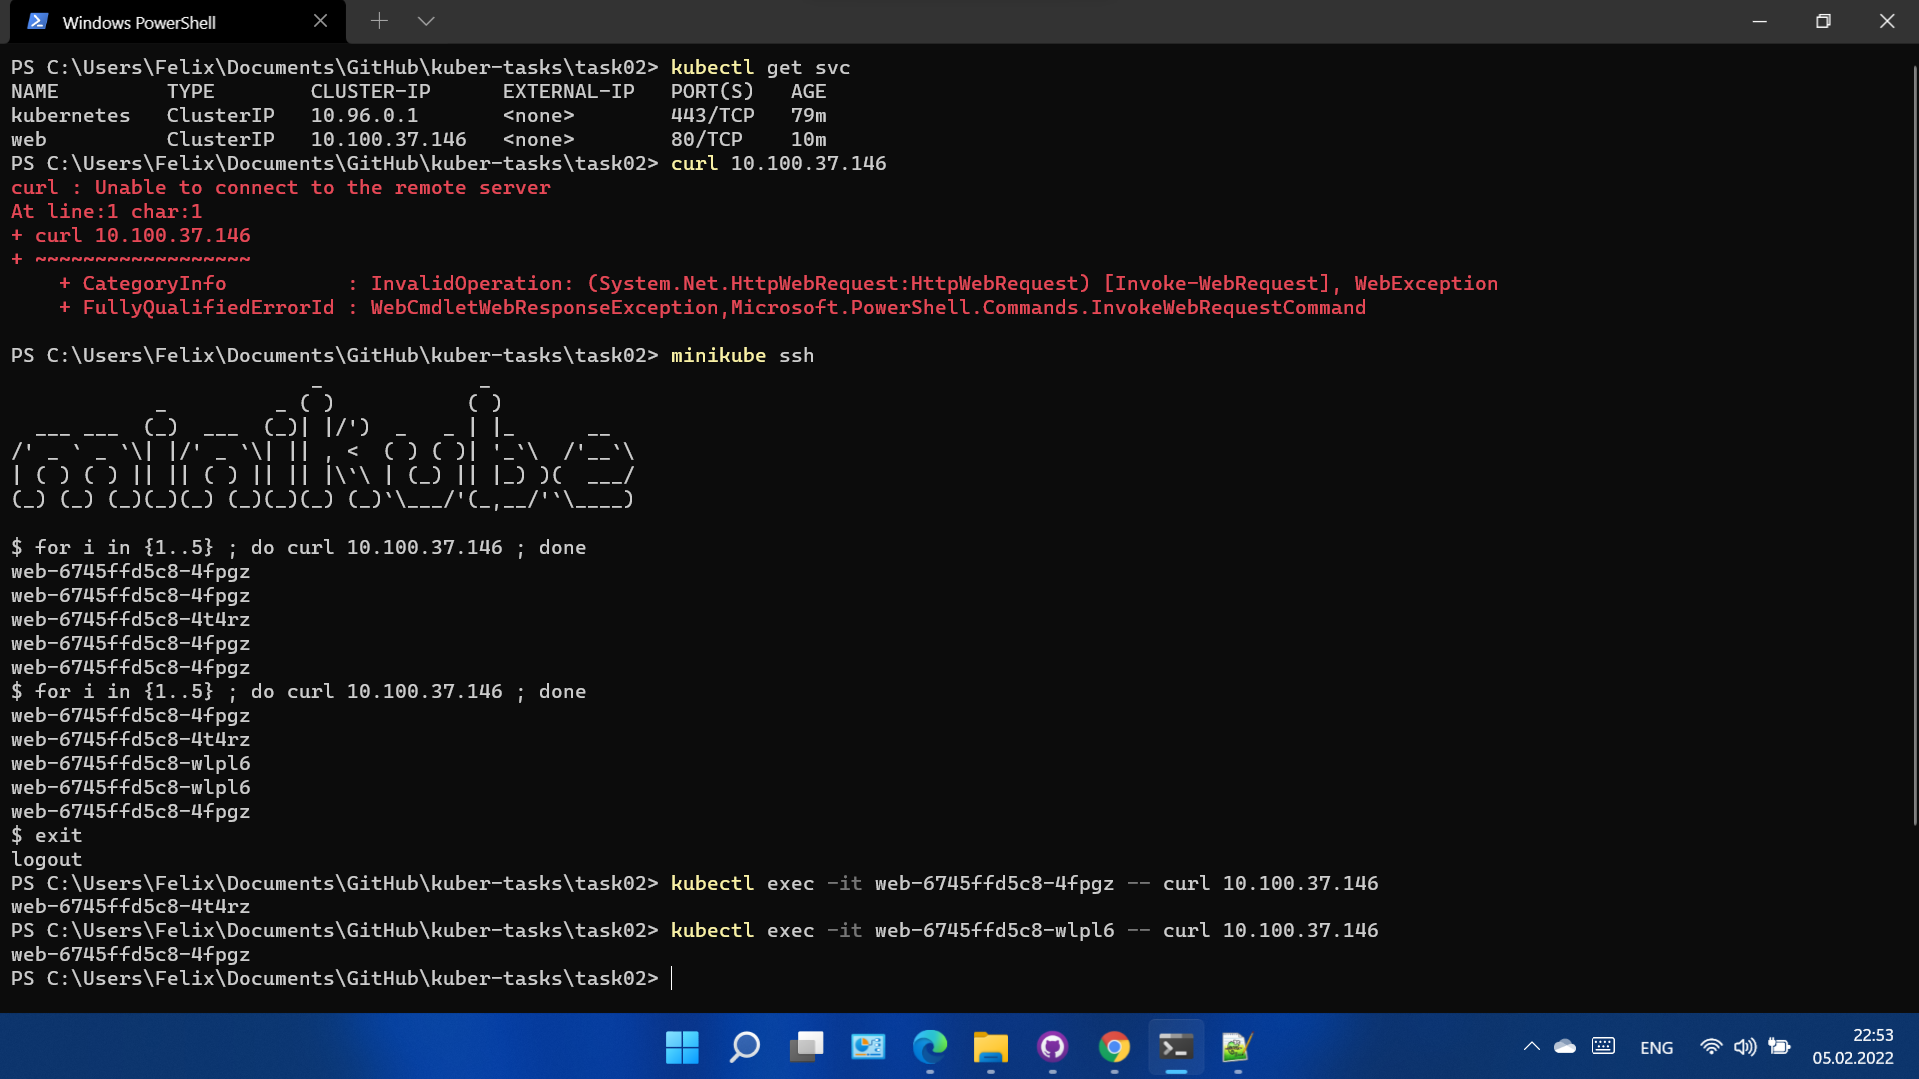 Windows PowerShell
PS C:\Users\Felix\Documents\GitHub\kuber-tasks\task02> kubectl get svc
NAME         TYPE        CLUSTER-IP      EXTERNAL-IP   PORT(S)   AGE
kubernetes   ClusterIP   10.96.0.1       <none>        443/TCP   79m
web          ClusterIP   10.100.37.146   <none>        80/TCP    10m
PS C:\Users\Felix\Documents\GitHub\kuber-tasks\task02> curl 10.100.37.146
curl : Unable to connect to the remote server
At line:1 char:1
+ curl 10.100.37.146
+ ~~~~~~~~~~~~~~~~~~
    + CategoryInfo          : InvalidOperation: (System.Net.HttpWebRequest:HttpWebRequest) [Invoke-WebRequest], WebException
    + FullyQualifiedErrorId : WebCmdletWebResponseException,Microsoft.PowerShell.Commands.InvokeWebRequestCommand
PS C:\Users\Felix\Documents\GitHub\kuber-tasks\task02> minikube ssh
                         _             _
            _         _ ( )           ( )
  ___ ___  (_)  ___  (_)| |/')  _   _ | |_      __
/' _ ` _ `\| |/' _ `\| || , <  ( ) ( )| '_`\  /'__`\
| ( ) ( ) || || ( ) || || |\`\ | (_) || |_) )(  ___/
(_) (_) (_)(_)(_) (_)(_)(_) (_)`\___/'(_,__/'`\____)
$ for i in {1..5} ; do curl 10.100.37.146 ; done
web-6745ffd5c8-4fpgz
web-6745ffd5c8-4fpgz
web-6745ffd5c8-4t4rz
web-6745ffd5c8-4fpgz
web-6745ffd5c8-4fpgz
$ for i in {1..5} ; do curl 10.100.37.146 ; done
web-6745ffd5c8-4fpgz
web-6745ffd5c8-4t4rz
web-6745ffd5c8-wlpl6
web-6745ffd5c8-wlpl6
web-6745ffd5c8-4fpgz
$ exit
logout
PS C:\Users\Felix\Documents\GitHub\kuber-tasks\task02> kubectl exec -it web-6745ffd5c8-4fpgz -- curl 10.100.37.146
web-6745ffd5c8-4t4rz
PS C:\Users\Felix\Documents\GitHub\kuber-tasks\task02> kubectl exec -it web-6745ffd5c8-wlpl6 -- curl 10.100.37.146
web-6745ffd5c8-4fpgz
PS C:\Users\Felix\Documents\GitHub\kuber-tasks\task02>
ENG
22:53
05.02.2022